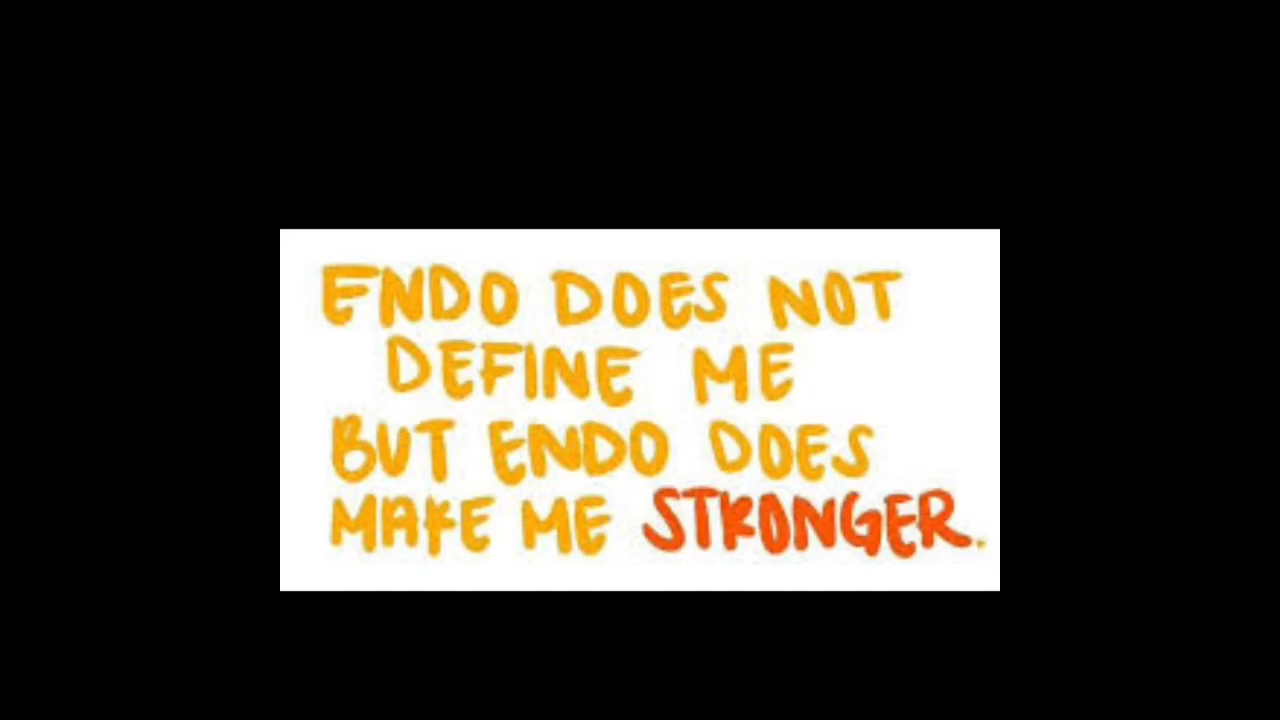 ENDO DOES NOT
DEFINE ME
BUT ENDO DOES
MAKE ME STRONGER.